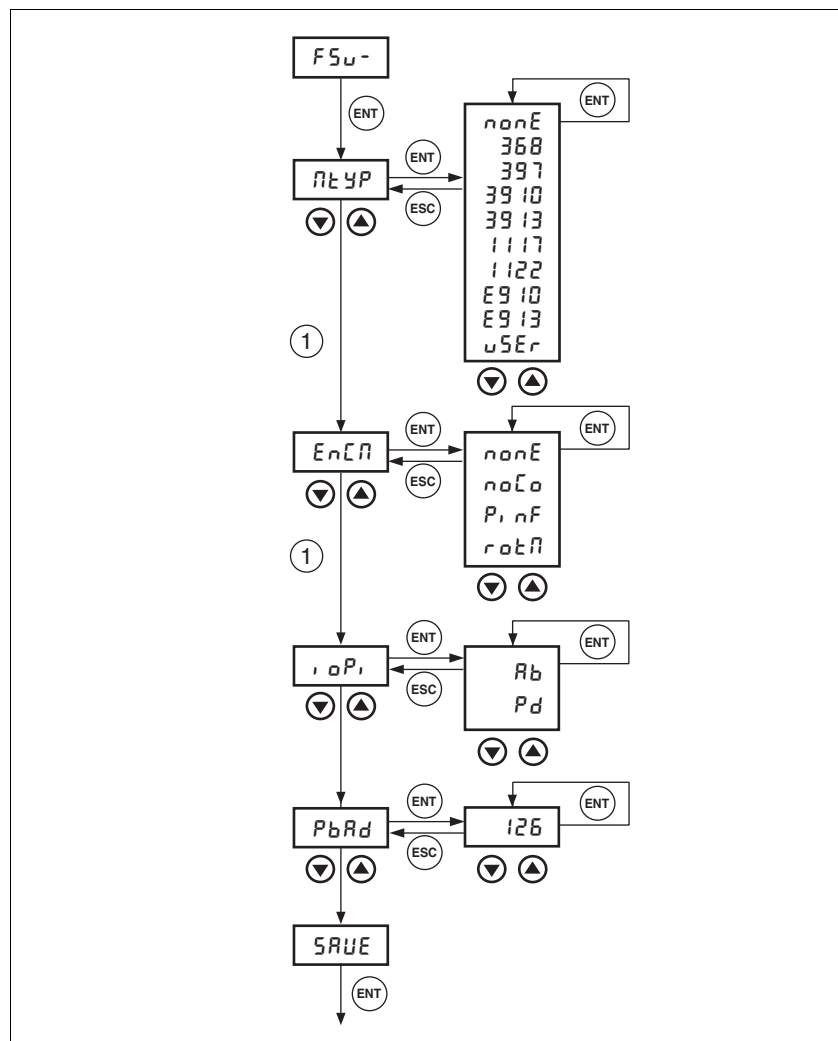 FSu-
ENT
ENT
nonE
368
397
3910
3913
1117
1122
E910
E913
uSEr
MtYP
ENT
ESC
1
ENT
EnCM
ENT
ESC
nonE
noCo
PinF
rotM
1
ENT
ioPi
ENT
ESC
Ab
Pd
ENT
PbAd
ENT
ESC
126
SAVE
ENT